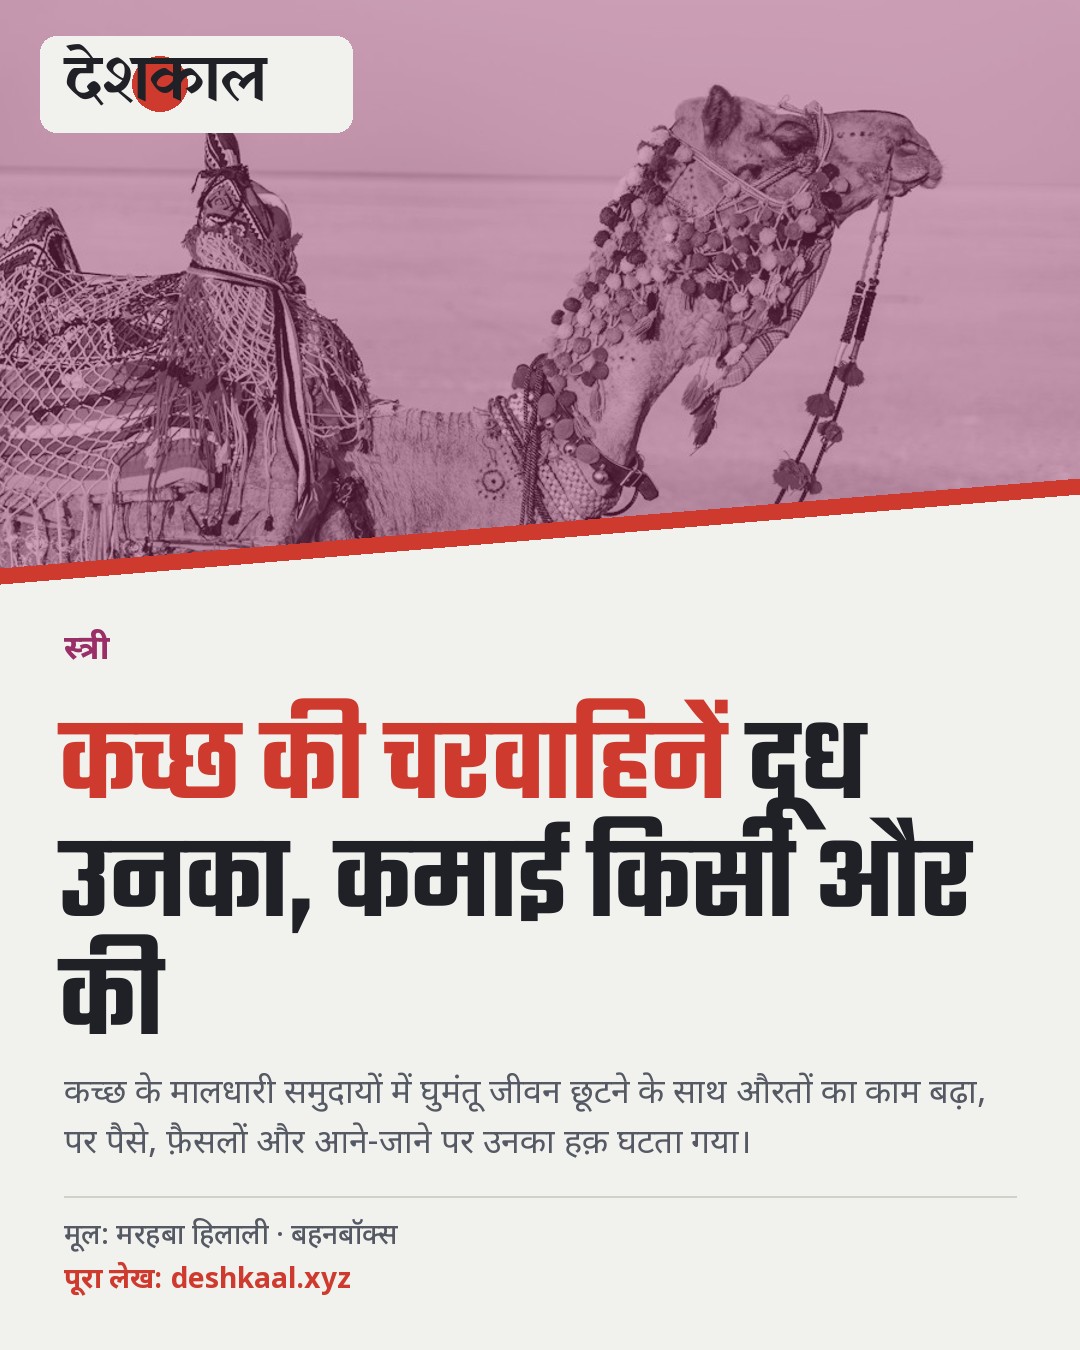 देशकाल
स्त्री
कच्छ की चरवाहिनें दूध
उनका, कमाई किसी और
की
कच्छ के मालधारी समुदायों में घुमंतू जीवन छूटने के साथ औरतों का काम बढ़ा,
पर पैसे, फ़ैसलों और आने-जाने पर उनका हक़ घटता गया।
मूल: मरहबा हिलाली · बहनबॉक्स
पूरा लेख: deshkaal.xyz